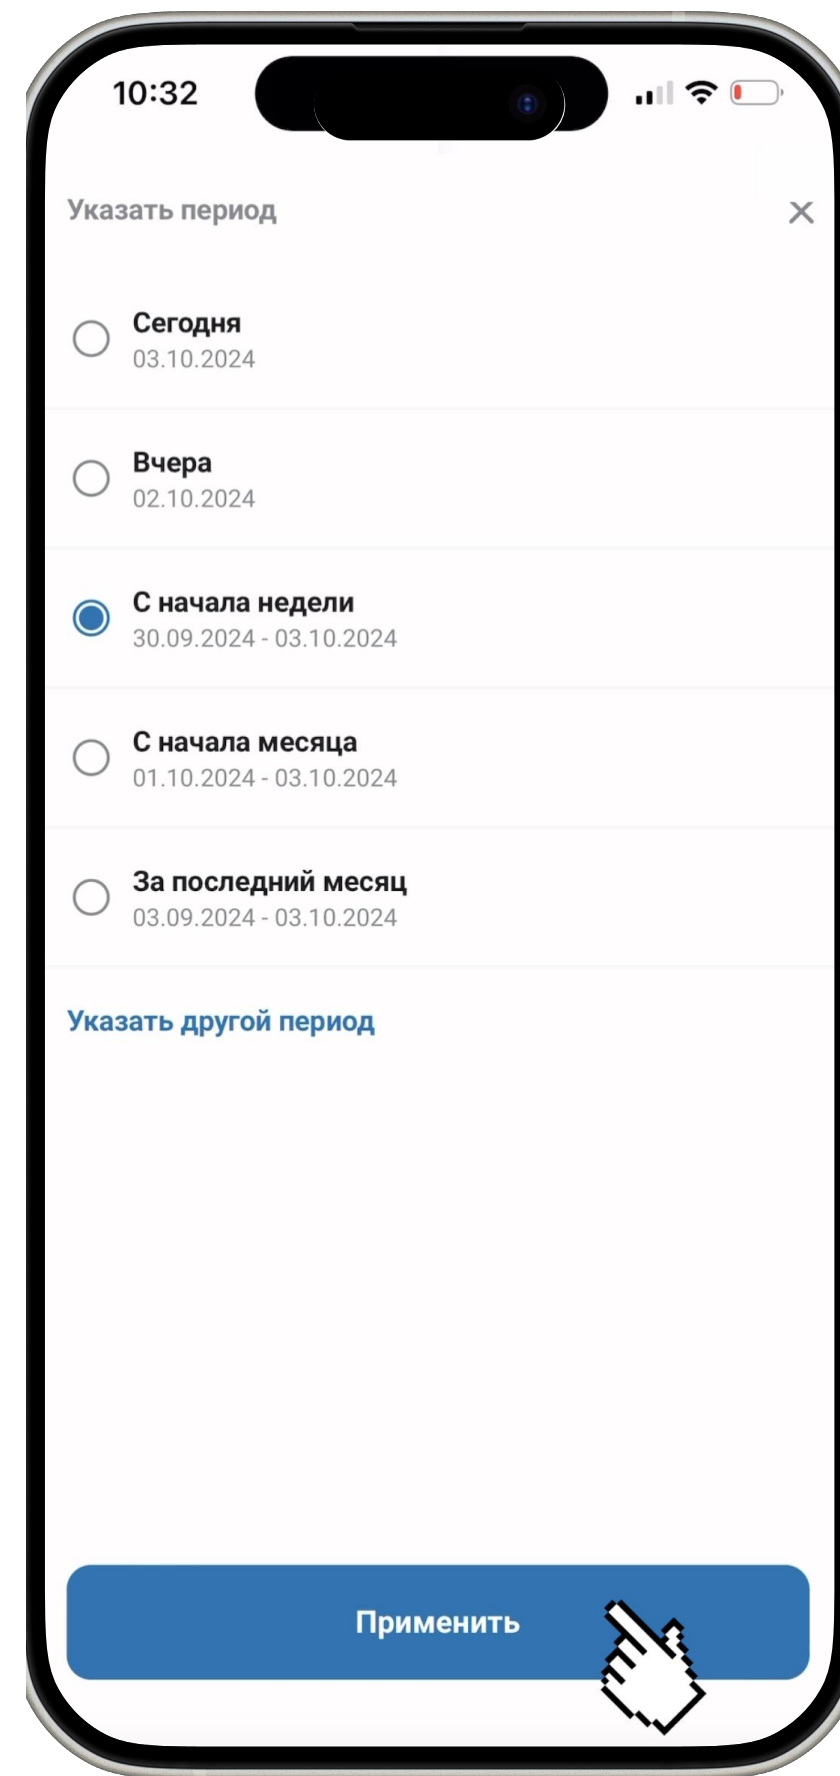 10:32
Указать период
Сегодня
03.10.2024
Вчера
02.10.2024
С начала недели
30.09.2024 - 03.10.2024
С начала месяца
01.10.2024 - 03.10.2024
За последний месяц
03.09.2024 - 03.10.2024
Указать другой период
Применить